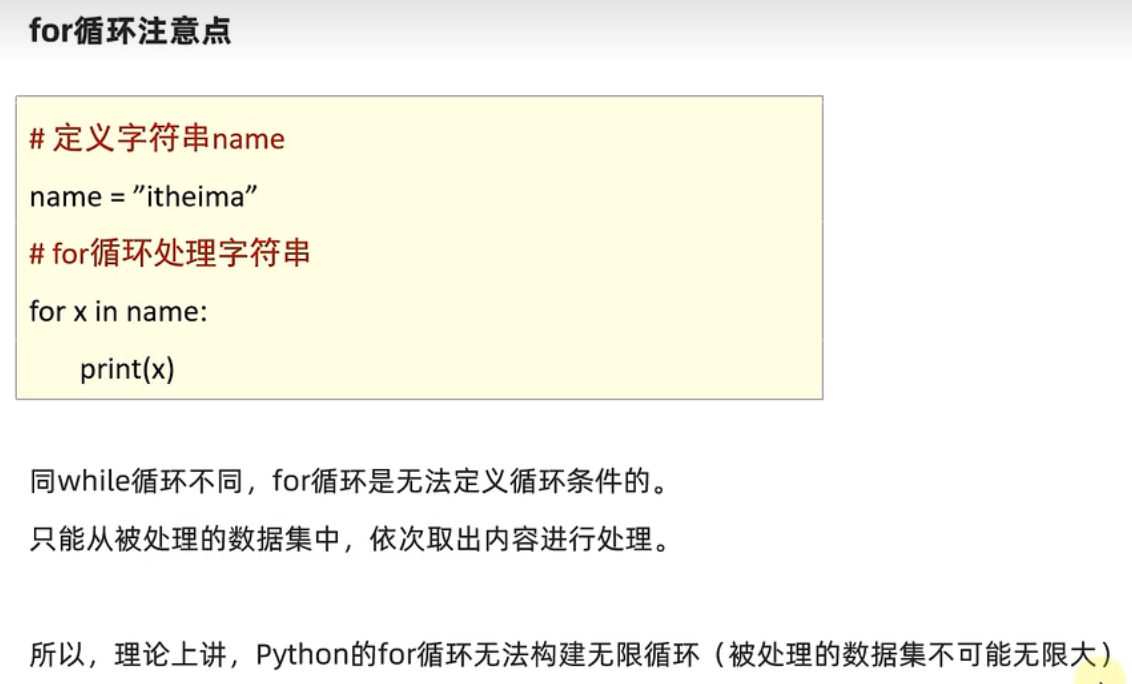 for循环注意点
# 定义字符串name
name = ”itheima”
# for循环处理字符串
for x in name:
print(x)
同while循环不同，for循环是无法定义循环条件的。
只能从被处理的数据集中，依次取出内容进行处理。
所以，理论上讲，Python的for循环无法构建无限循环（被处理的数据集不可能无限大）